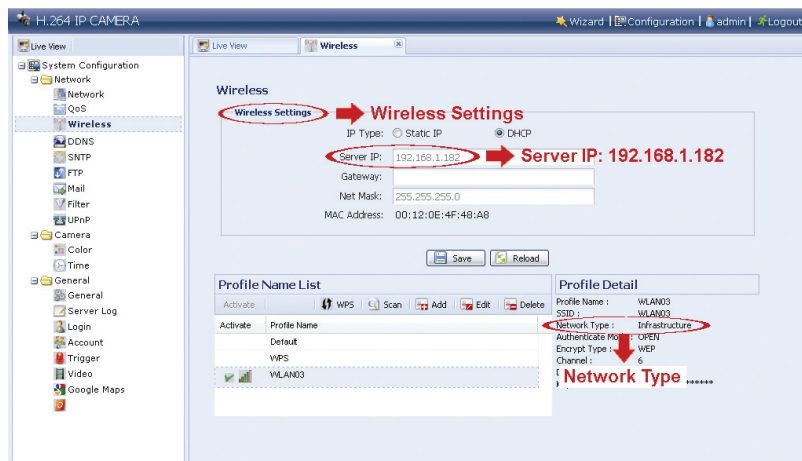 H.264 IP CAMERA
Wizard | Configuration | admin | Logout
Live View
System Configuration
Network
Network
QoS
Wireless
DDNS
SNTP
FTP
Mail
Filter
UPnP
Camera
Color
Time
General
General
Server Log
Login
Account
Trigger
Video
Google Maps
Live View
Wireless
Wireless
Wireless Settings
Wireless Settings
IP Type: Static IP DHCP
Server IP: 192.168.1.182
Server IP: 192.168.1.182
Gateway:
Net Mask: 255.255.255.0
MAC Address: 00:12:0E:4F:48:A8
Save Reload
Profile Name List
Activate WPS Scan Add Edit Delete
Activate Profile Name
Default
WPS
WLAN03
Profile Detail
Profile Name : WLAN03
SSID : WLAN03
Network Type : Infrastructure
Authenticate Mo : OPEN
Encrypt Type : WEP
Channel : 6
Network Type
******